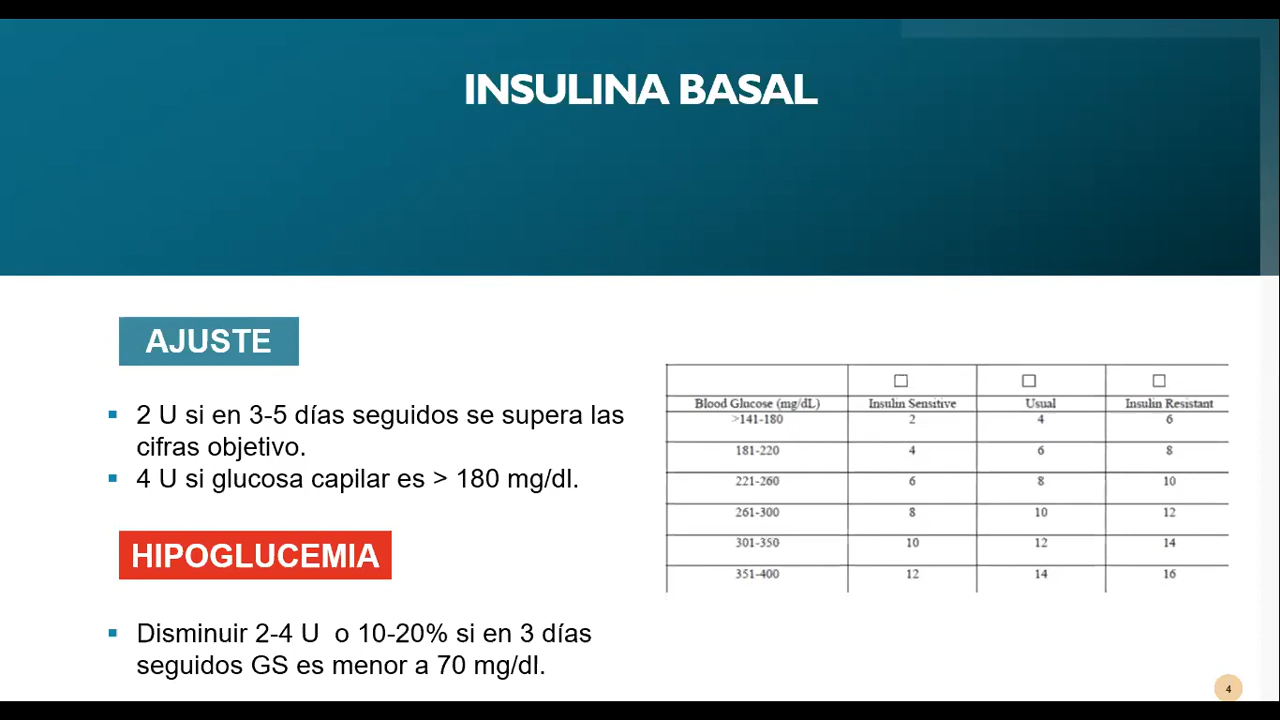 INSULINA BASAL
AJUSTE
2 U si en 3-5 días seguidos se supera las
cifras objetivo.
4 U si glucosa capilar es > 180 mg/dl.
HIPOGLUCEMIA
Disminuir 2-4 U o 10-20% si en 3 días
seguidos GS es menor a 70 mg/dl.
Blood Glucose (mg/dL) Insulin Sensitive Usual Insulin Resistant
>141-180 2 4 6
181-220 4 6 8
221-260 6 8 10
261-300 8 10 12
301-350 10 12 14
351-400 12 14 16
4